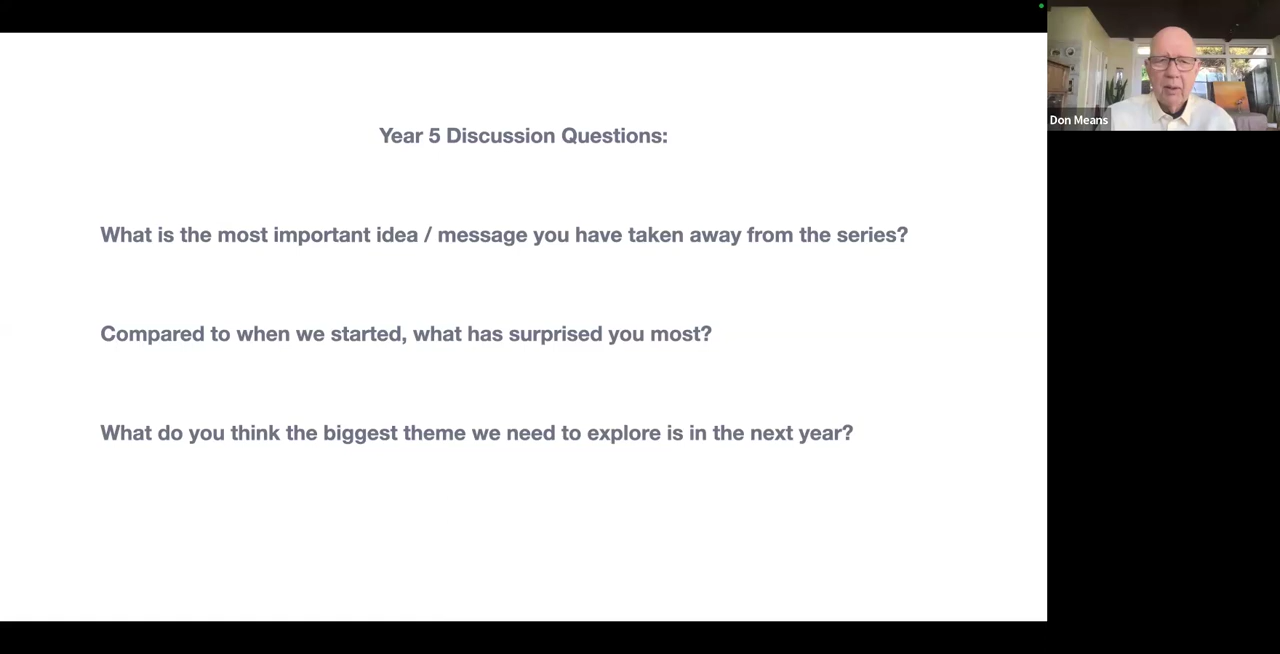 Year 5 Discussion Questions:
What is the most important idea / message you have taken away from the series?
Compared to when we started, what has surprised you most?
What do you think the biggest theme we need to explore is in the next year?
Don Means